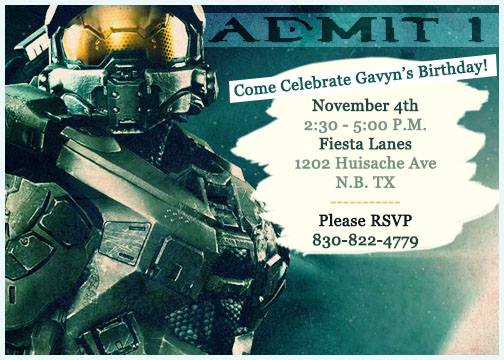 ADMIT 1
Come Celebrate Gavyn's Birthday!
November 4th
2:30 - 5:00 P.M.
Fiesta Lanes
1202 Huisache Ave
N.B. TX
-----------
Please RSVP
830-822-4779